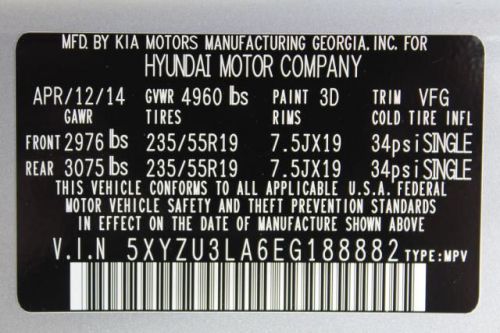 MFD. BY KIA MOTORS MANUFACTURING GEORGIA. INC. FOR
HYUNDAI MOTOR COMPANY
APR/12/14 GVWR 4960 lbs PAINT 3D TRIM VFG
GAWR TIRES RIMS COLD TIRE INFL
FRONT 2976 lbs 235/55R19 7.5JX19 34psi SINGLE
REAR 3075 lbs 235/55R19 7.5JX19 34psi SINGLE
THIS VEHICLE CONFORMS TO ALL APPLICABLE U.S.A. FEDERAL
MOTOR VEHICLE SAFETY AND THEFT PREVENTION STANDARDS
IN EFFECT ON THE DATE OF MANUFACTURE SHOWN ABOVE
V.I.N 5XYZU3LA6EG188882 TYPE:MPV